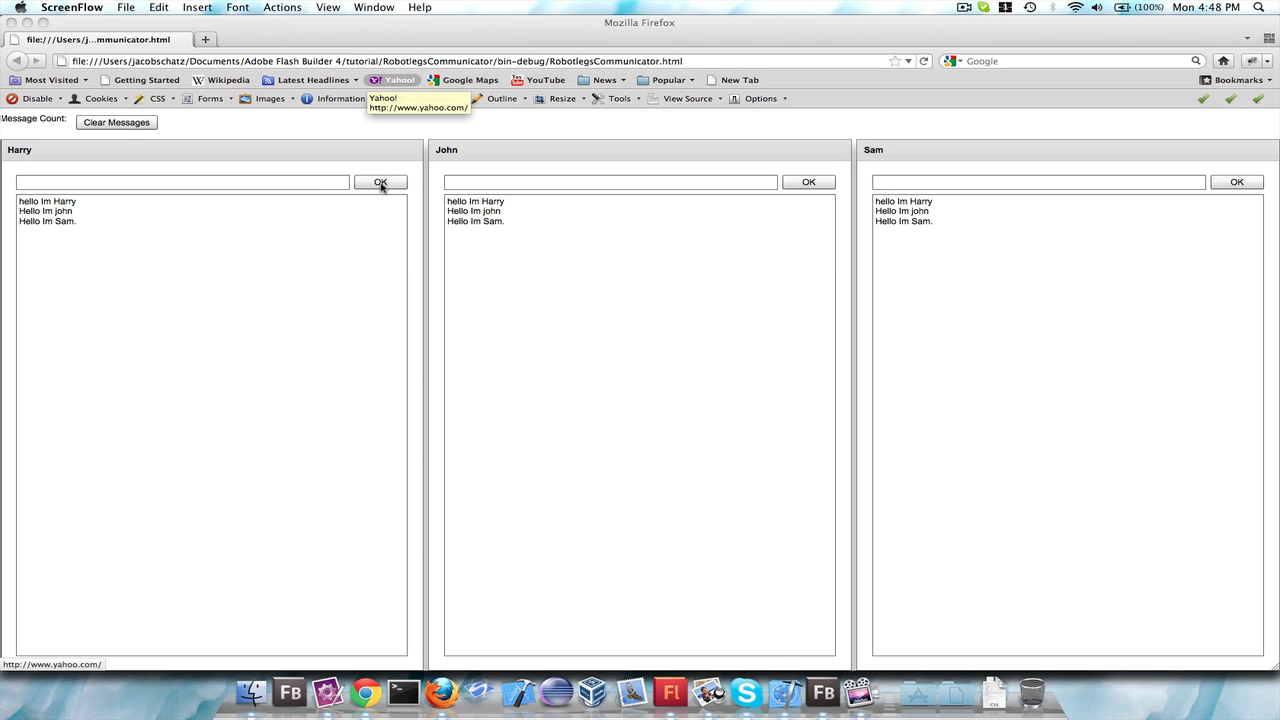 ScreenFlow File Edit Insert Font Actions View Window Help (100%) Mon 4:48 PM
Mozilla Firefox
file:///Users/j...mmunicator.html
file:///Users/jacobschatz/Documents/Adobe Flash Builder 4/tutorial/RobotlegsCommunicator/bin-debug/RobotlegsCommunicator.html Google
Most Visited Getting Started Wikipedia Latest Headlines Yahoo! Google Maps YouTube News Popular New Tab Bookmarks
Disable Cookies CSS Forms Images Information Outline Resize Tools View Source Options
Yahoo!
http://www.yahoo.com/
Message Count: Clear Messages
Harry John Sam
OK OK OK
hello Im Harry hello Im Harry hello Im Harry
Hello Im john Hello Im john Hello Im john
Hello Im Sam. Hello Im Sam. Hello Im Sam.
http://www.yahoo.com/
FB Fl FB
CSS